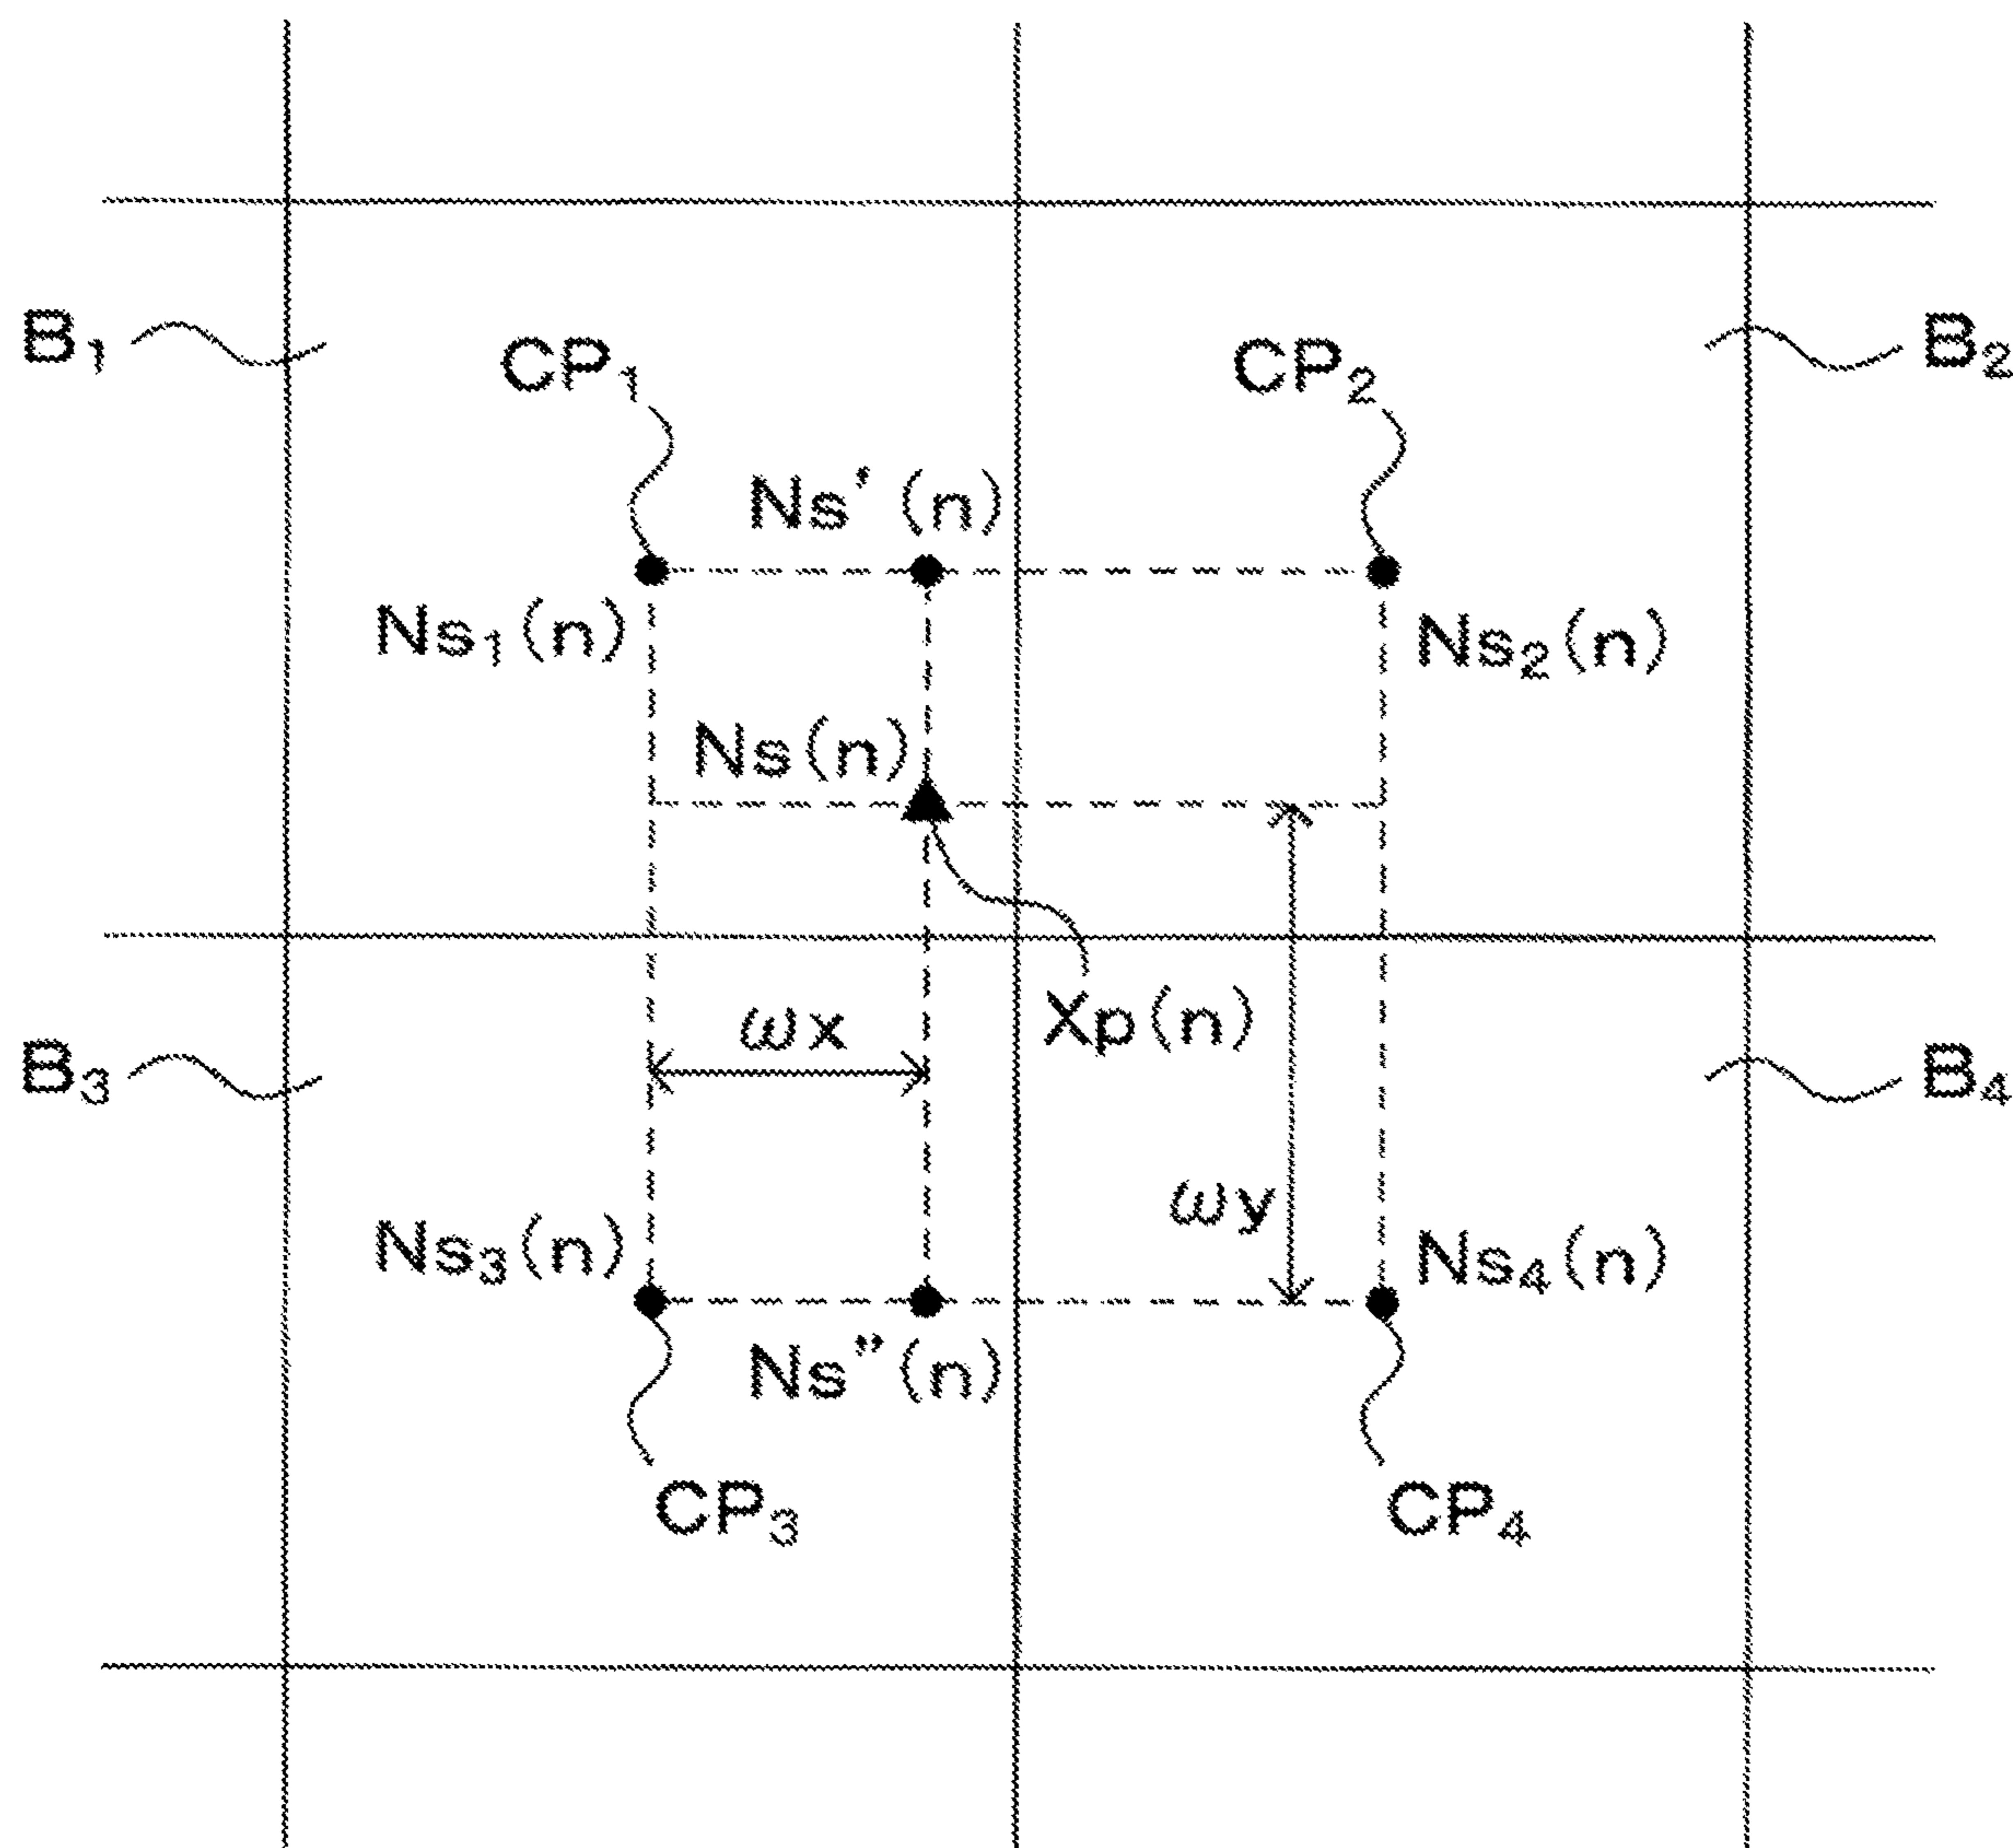 B₁
B₂
CP₁
CP₂
Ns'(n)
Ns₁(n)
Ns₂(n)
Ns(n)
Xp(n)
ωx
B₃
B₄
ωy
Ns₃(n)
Ns₄(n)
Ns"(n)
CP₃
CP₄